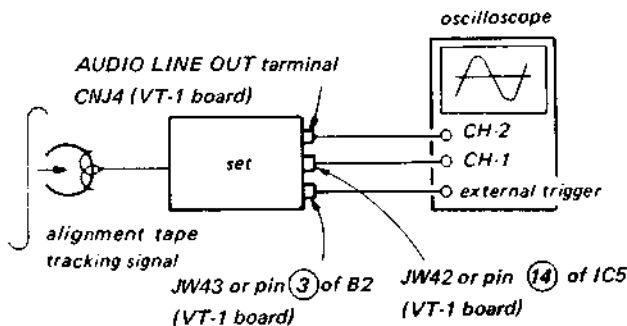 oscilloscope
AUDIO LINE OUT tarminal
CNJ4 (VT-1 board)
set
CH-2
CH-1
external trigger
alignment tape
tracking signal
JW43 or pin ③ of B2
(VT-1 board)
JW42 or pin ⑭ of IC5
(VT-1 board)